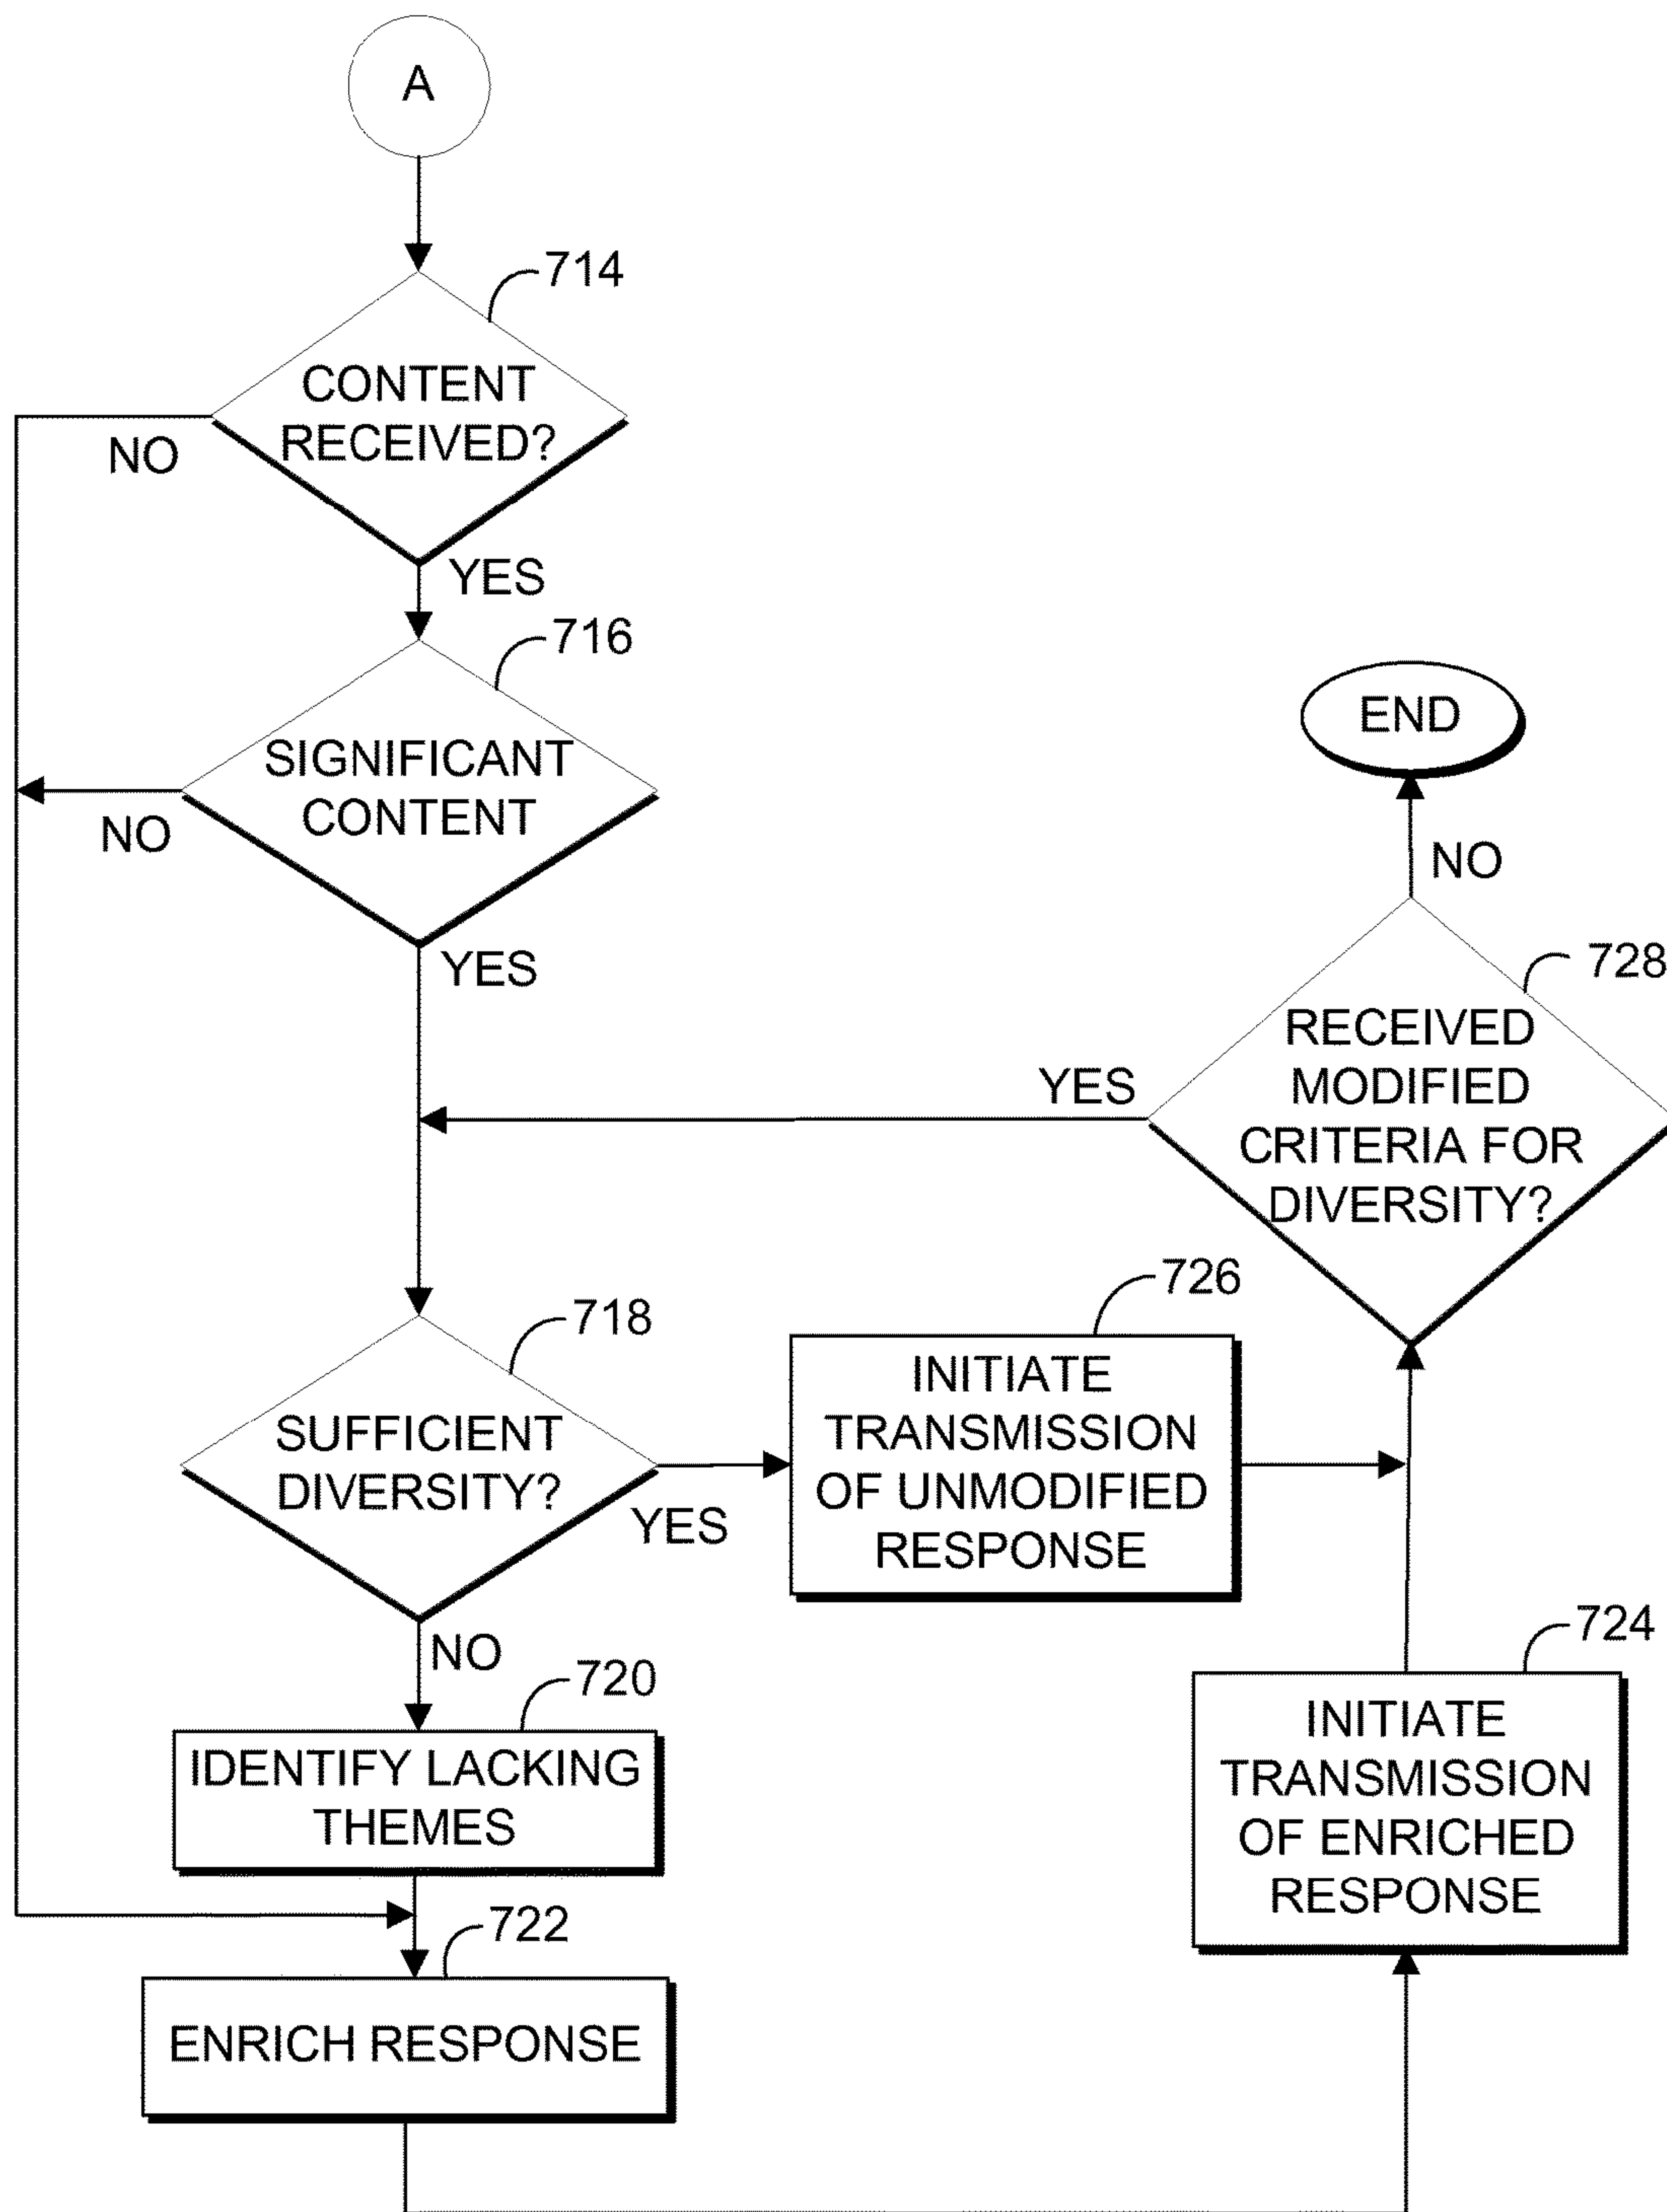 A
714
CONTENT
RECEIVED?
NO
YES
716
SIGNIFICANT
CONTENT
NO
YES
END
NO
728
RECEIVED
MODIFIED
CRITERIA FOR
DIVERSITY?
YES
718
SUFFICIENT
DIVERSITY?
YES
NO
726
INITIATE
TRANSMISSION
OF UNMODIFIED
RESPONSE
720
IDENTIFY LACKING
THEMES
724
INITIATE
TRANSMISSION
OF ENRICHED
RESPONSE
722
ENRICH RESPONSE